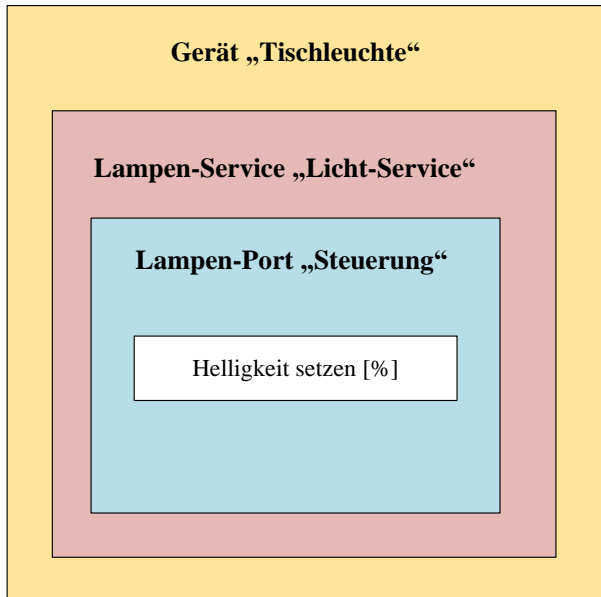 Gerät „Tischleuchte“
Lampen-Service „Licht-Service“
Lampen-Port „Steuerung“
Helligkeit setzen [%]